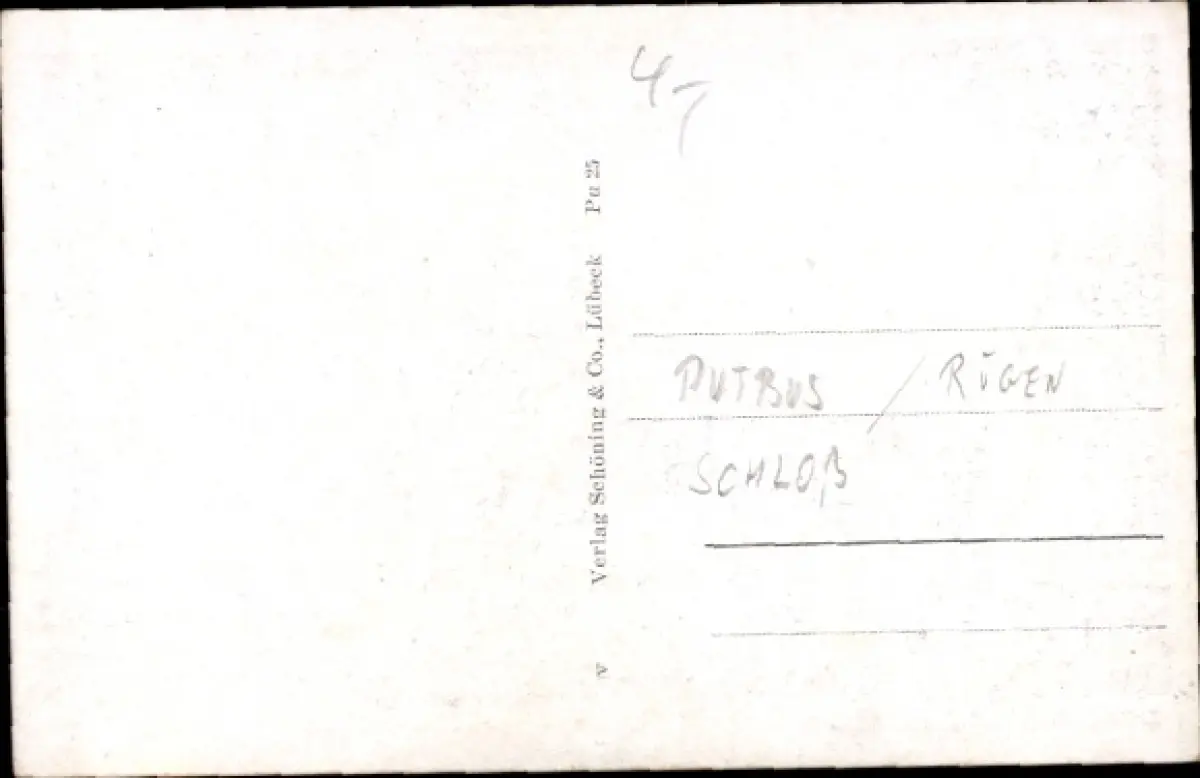 4,-
V Verlag Schöning & Co., Lübeck Pu 25
PUTBUS / RÜGEN
SCHLOß